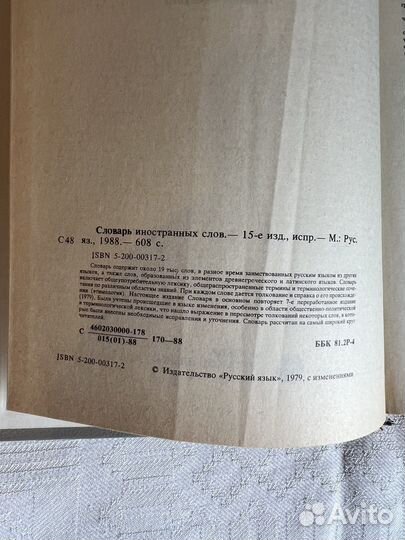 Словарь иностранных слов.— 15-е изд., испр.— М.: Рус.
С 48 яз., 1988.— 608 с.
ISBN 5-200-00317-2
Словарь содержит около 19 тыс. слов, в разное время заимствованных русским языком из других
языков, а также слов, образованных из элементов древнегреческого и латинского языков. Словарь
включает общеупотребительную лексику, общераспространенные термины и терминологические соче-
тания по различным областям знаний. При каждом слове дается толкование и справка о его происхожде-
нии (этимология). Настоящее издание Словаря в основном повторяет 7-е переработанное издание
(1979). Были учтены происшедшие в языке изменения, особенно в области общественно-политической
и терминологической лексики, что нашло выражение в пересмотре толкований некоторых слов, в кото-
рые были внесены необходимые исправления и уточнения. Словарь рассчитан на самый широкий круг
читателей.
С 4602030000-178 170—88
015(01)-88
ББК 81.2Р-4
ISBN 5-200-00317-2
© Издательство «Русский язык», 1979, с изменениями
Avito